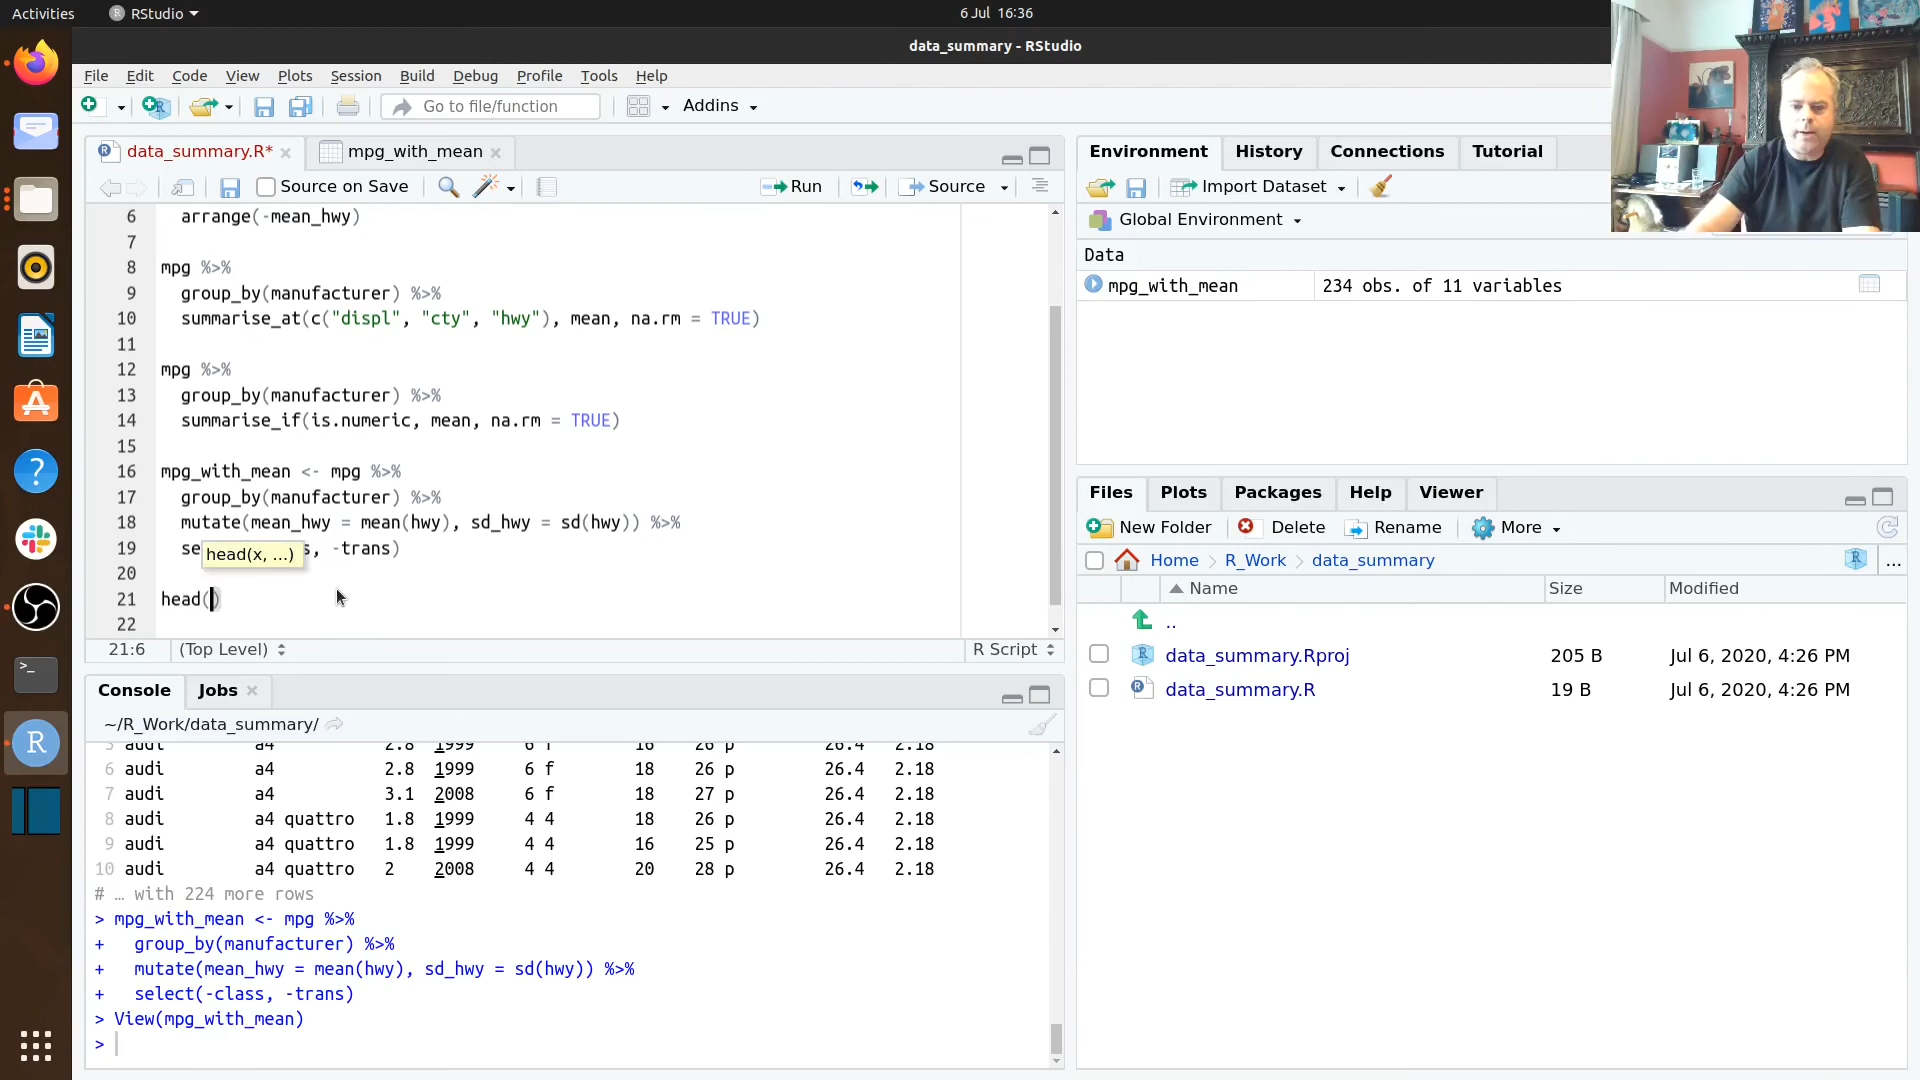 Activities RStudio 6 Jul 16:36
data_summary - RStudio
File Edit Code View Plots Session Build Debug Profile Tools Help
Go to file/function Addins
data_summary.R* mpg_with_mean
Source on Save Run Source
6 arrange(-mean_hwy)
7
8 mpg %>%
9 group_by(manufacturer) %>%
10 summarise_at(c("displ", "cty", "hwy"), mean, na.rm = TRUE)
11
12 mpg %>%
13 group_by(manufacturer) %>%
14 summarise_if(is.numeric, mean, na.rm = TRUE)
15
16 mpg_with_mean <- mpg %>%
17 group_by(manufacturer) %>%
18 mutate(mean_hwy = mean(hwy), sd_hwy = sd(hwy)) %>%
19 se head(x, ...) s, -trans)
20
21 head()
22
21:6 (Top Level) R Script
Console Jobs
~/R_Work/data_summary/
5 audi a4 2.8 1999 6 f 16 26 p 26.4 2.18
6 audi a4 2.8 1999 6 f 18 26 p 26.4 2.18
7 audi a4 3.1 2008 6 f 18 27 p 26.4 2.18
8 audi a4 quattro 1.8 1999 4 4 18 26 p 26.4 2.18
9 audi a4 quattro 1.8 1999 4 4 16 25 p 26.4 2.18
10 audi a4 quattro 2 2008 4 4 20 28 p 26.4 2.18
# … with 224 more rows
> mpg_with_mean <- mpg %>%
+ group_by(manufacturer) %>%
+ mutate(mean_hwy = mean(hwy), sd_hwy = sd(hwy)) %>%
+ select(-class, -trans)
> View(mpg_with_mean)
>
Environment History Connections Tutorial
Import Dataset
Global Environment
Data
mpg_with_mean 234 obs. of 11 variables
Files Plots Packages Help Viewer
New Folder Delete Rename More
Home R_Work data_summary ...
Name Size Modified
..
data_summary.Rproj 205 B Jul 6, 2020, 4:26 PM
data_summary.R 19 B Jul 6, 2020, 4:26 PM